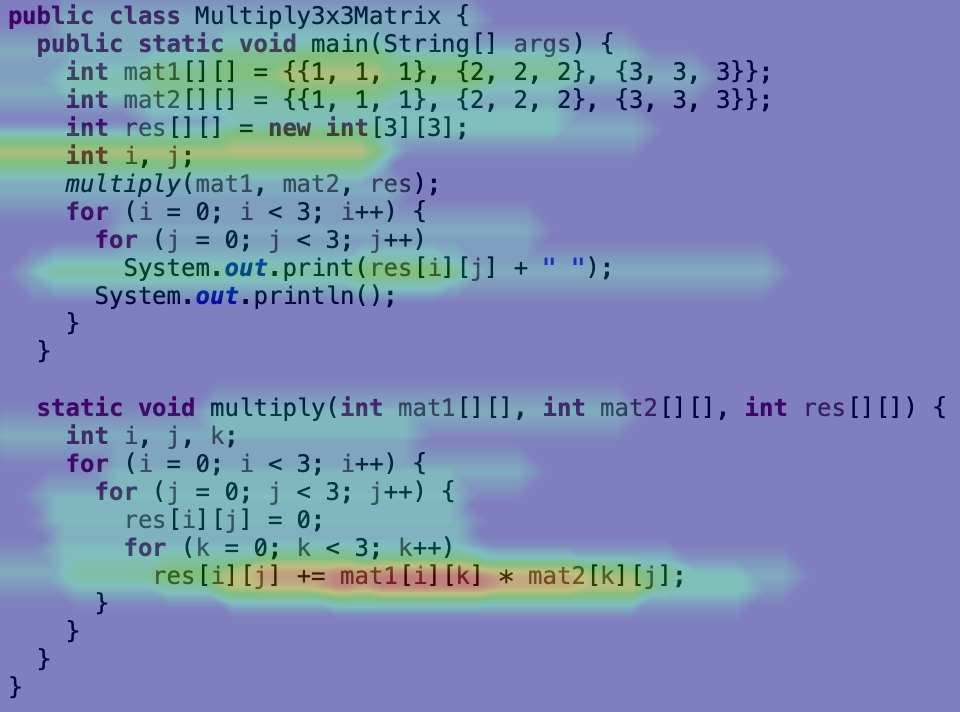 public class Multiply3x3Matrix {
  public static void main(String[] args) {
    int mat1[][] = {{1, 1, 1}, {2, 2, 2}, {3, 3, 3}};
    int mat2[][] = {{1, 1, 1}, {2, 2, 2}, {3, 3, 3}};
    int res[][] = new int[3][3];
    int i, j;
    multiply(mat1, mat2, res);
    for (i = 0; i < 3; i++) {
      for (j = 0; j < 3; j++)
        System.out.print(res[i][j] + " ");
      System.out.println();
    }
  }

  static void multiply(int mat1[][], int mat2[][], int res[][]) {
    int i, j, k;
    for (i = 0; i < 3; i++) {
      for (j = 0; j < 3; j++) {
        res[i][j] = 0;
        for (k = 0; k < 3; k++)
          res[i][j] += mat1[i][k] * mat2[k][j];
      }
    }
  }
}